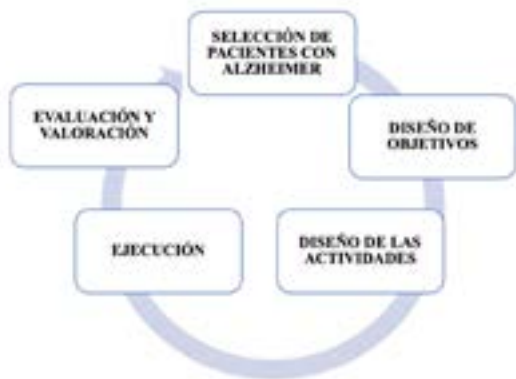 SELECCIÓN DE
PACIENTES CON
ALZHEIMER
DISEÑO DE
OBJETIVOS
DISEÑO DE LAS
ACTIVIDADES
EJECUCIÓN
EVALUACIÓN Y
VALORACIÓN